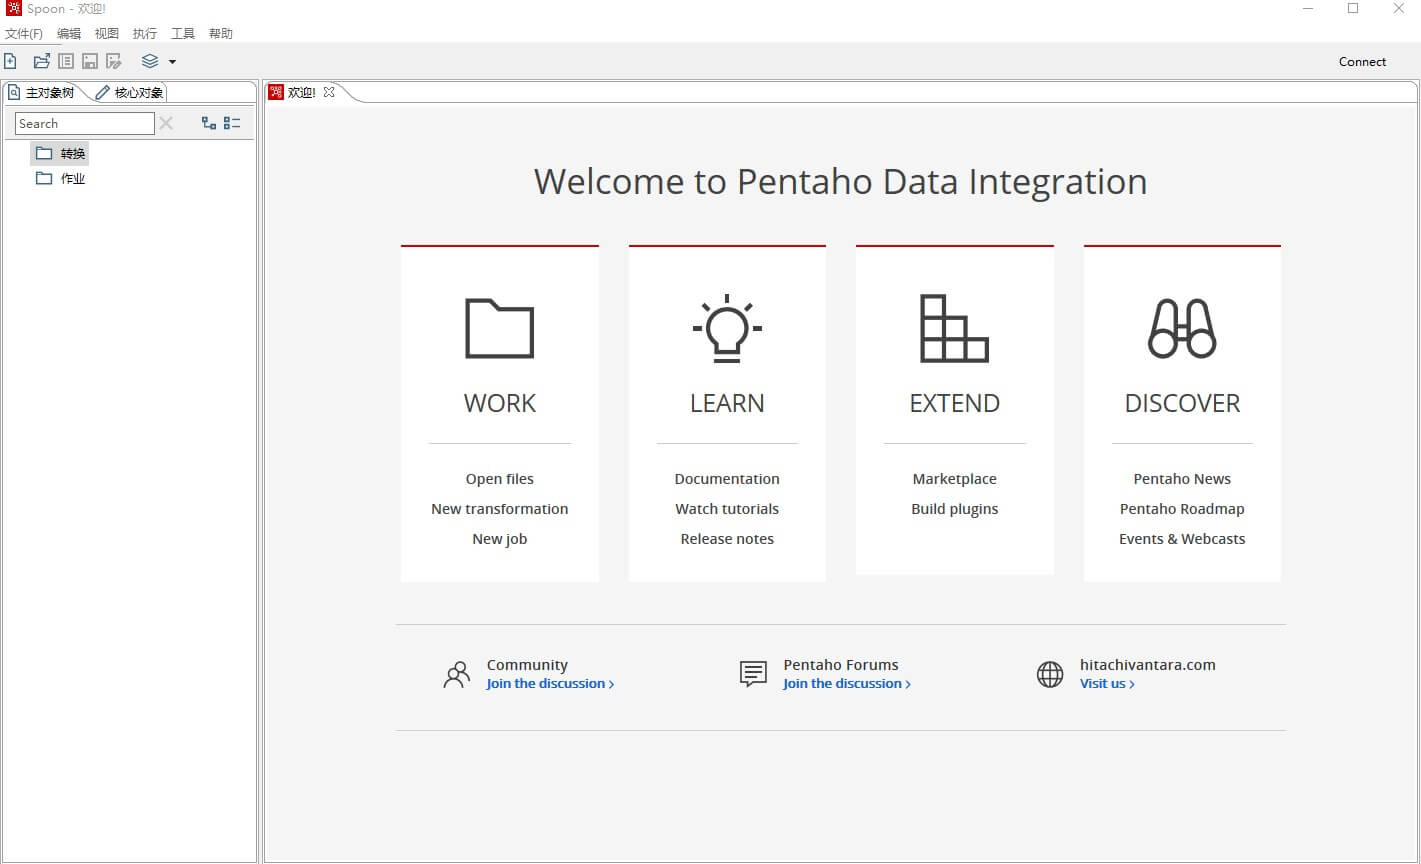 Spoon - 欢迎!
文件(F) 编辑 视图 执行 工具 帮助
Connect
主对象树 核心对象
Search
转换
作业
欢迎!
Welcome to Pentaho Data Integration
WORK
Open files
New transformation
New job
LEARN
Documentation
Watch tutorials
Release notes
EXTEND
Marketplace
Build plugins
DISCOVER
Pentaho News
Pentaho Roadmap
Events & Webcasts
Community
Join the discussion ›
Pentaho Forums
Join the discussion ›
hitachivantara.com
Visit us ›